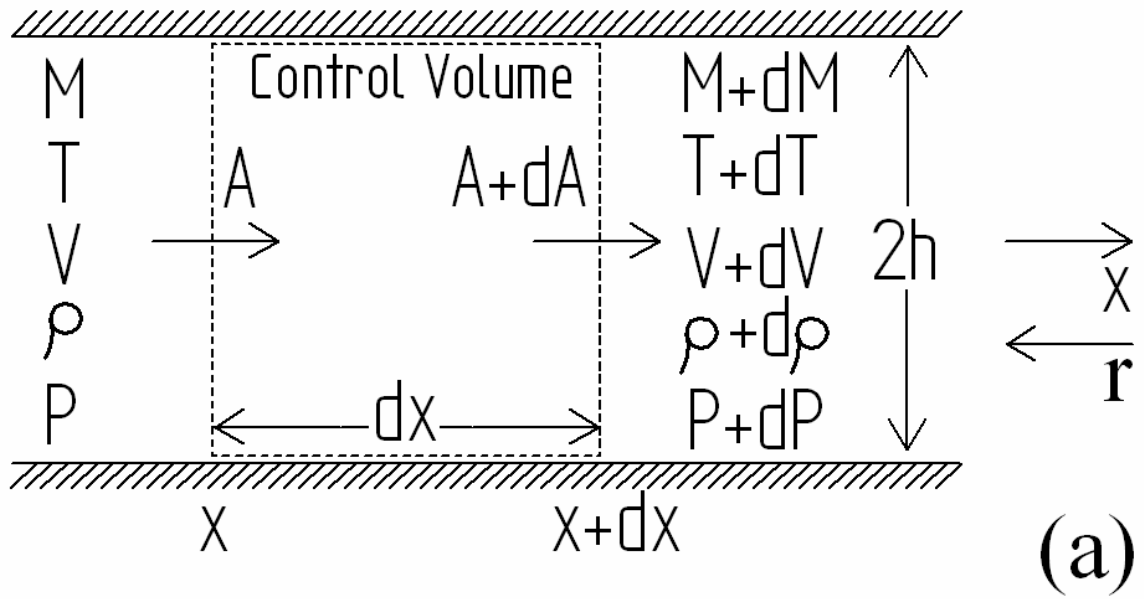 Control Volume
M
M+dM
T
T+dT
A
A+dA
V
V+dV
2h
x
ρ
ρ+dρ
r
P
dx
P+dP
x
x+dx
(a)